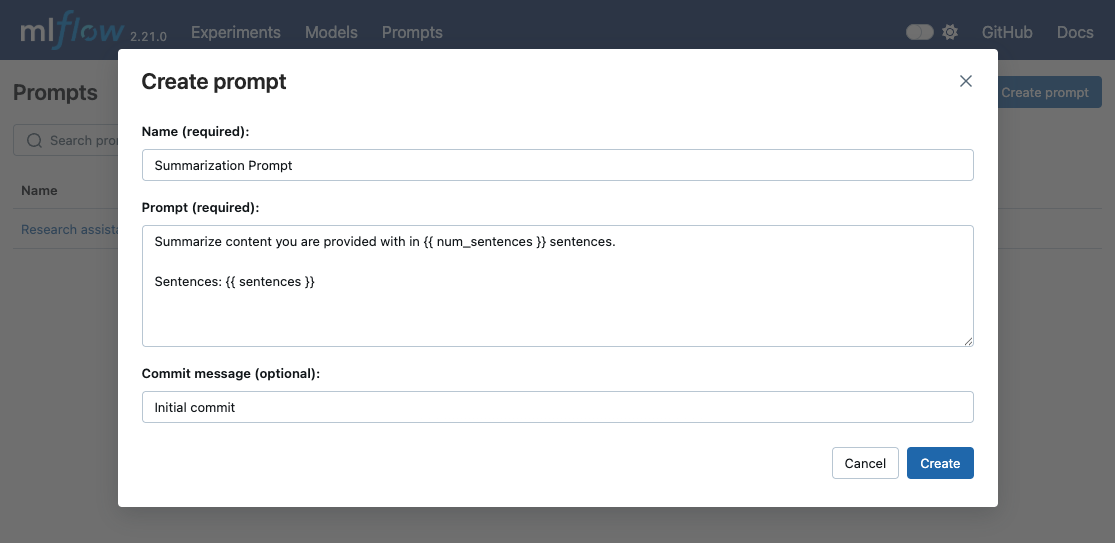 mlflow 2.21.0 Experiments Models Prompts GitHub Docs
Prompts
Create prompt
Search
Name
Research
Create prompt
Name (required):
Summarization Prompt
Prompt (required):
Summarize content you are provided with in {{ num_sentences }} sentences.
Sentences: {{ sentences }}
Commit message (optional):
Initial commit
Cancel Create